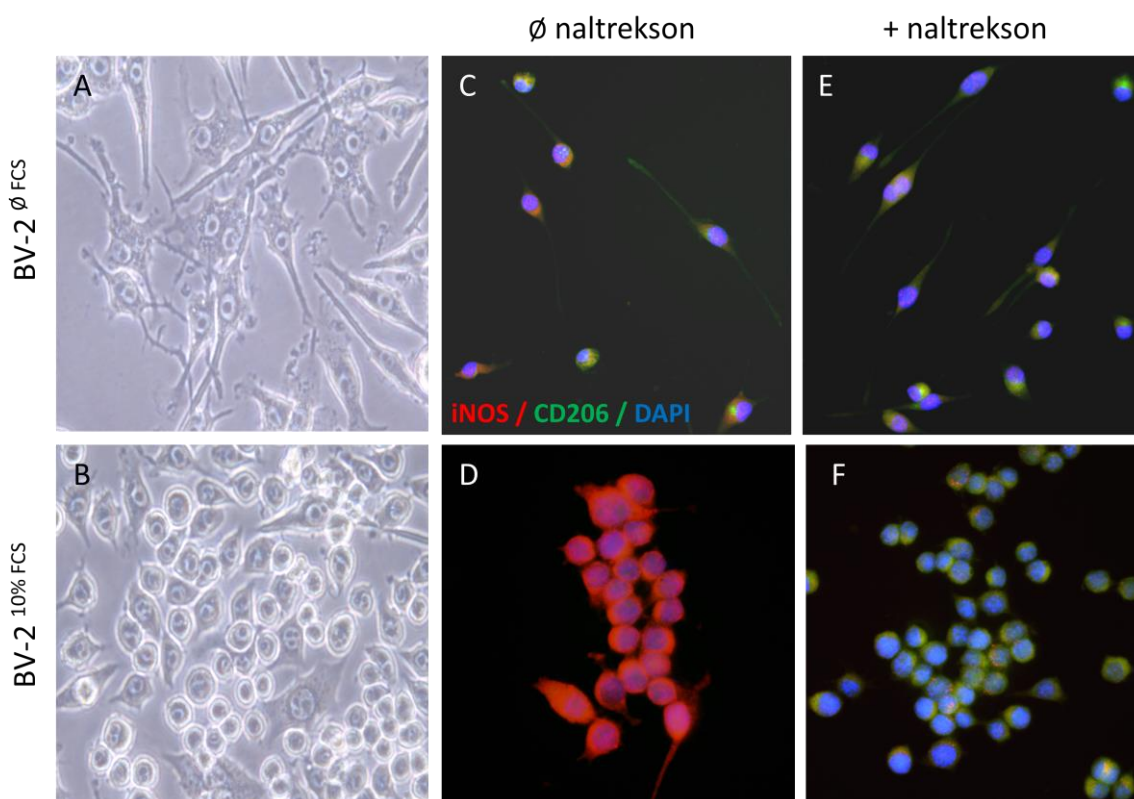 Ø naltrekson
+ naltrekson
BV-2 Ø FCS
A
C
E
iNOS / CD206 / DAPI
BV-2 10% FCS
B
D
F